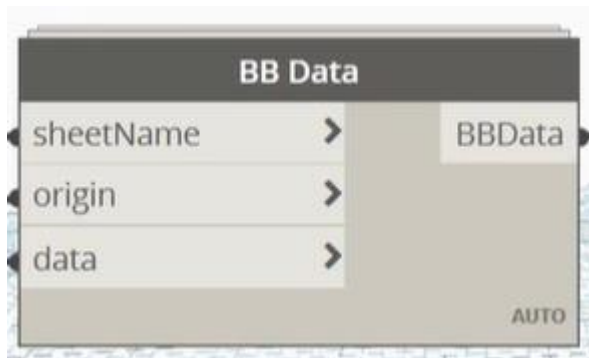 BB Data
sheetName
BBData
origin
data
AUTO